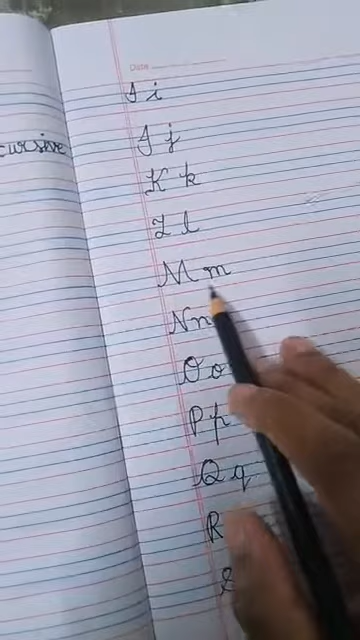 cursive
Date
I i
J j
K k
L l
M m
N n
O o
P p
Q q
R
S